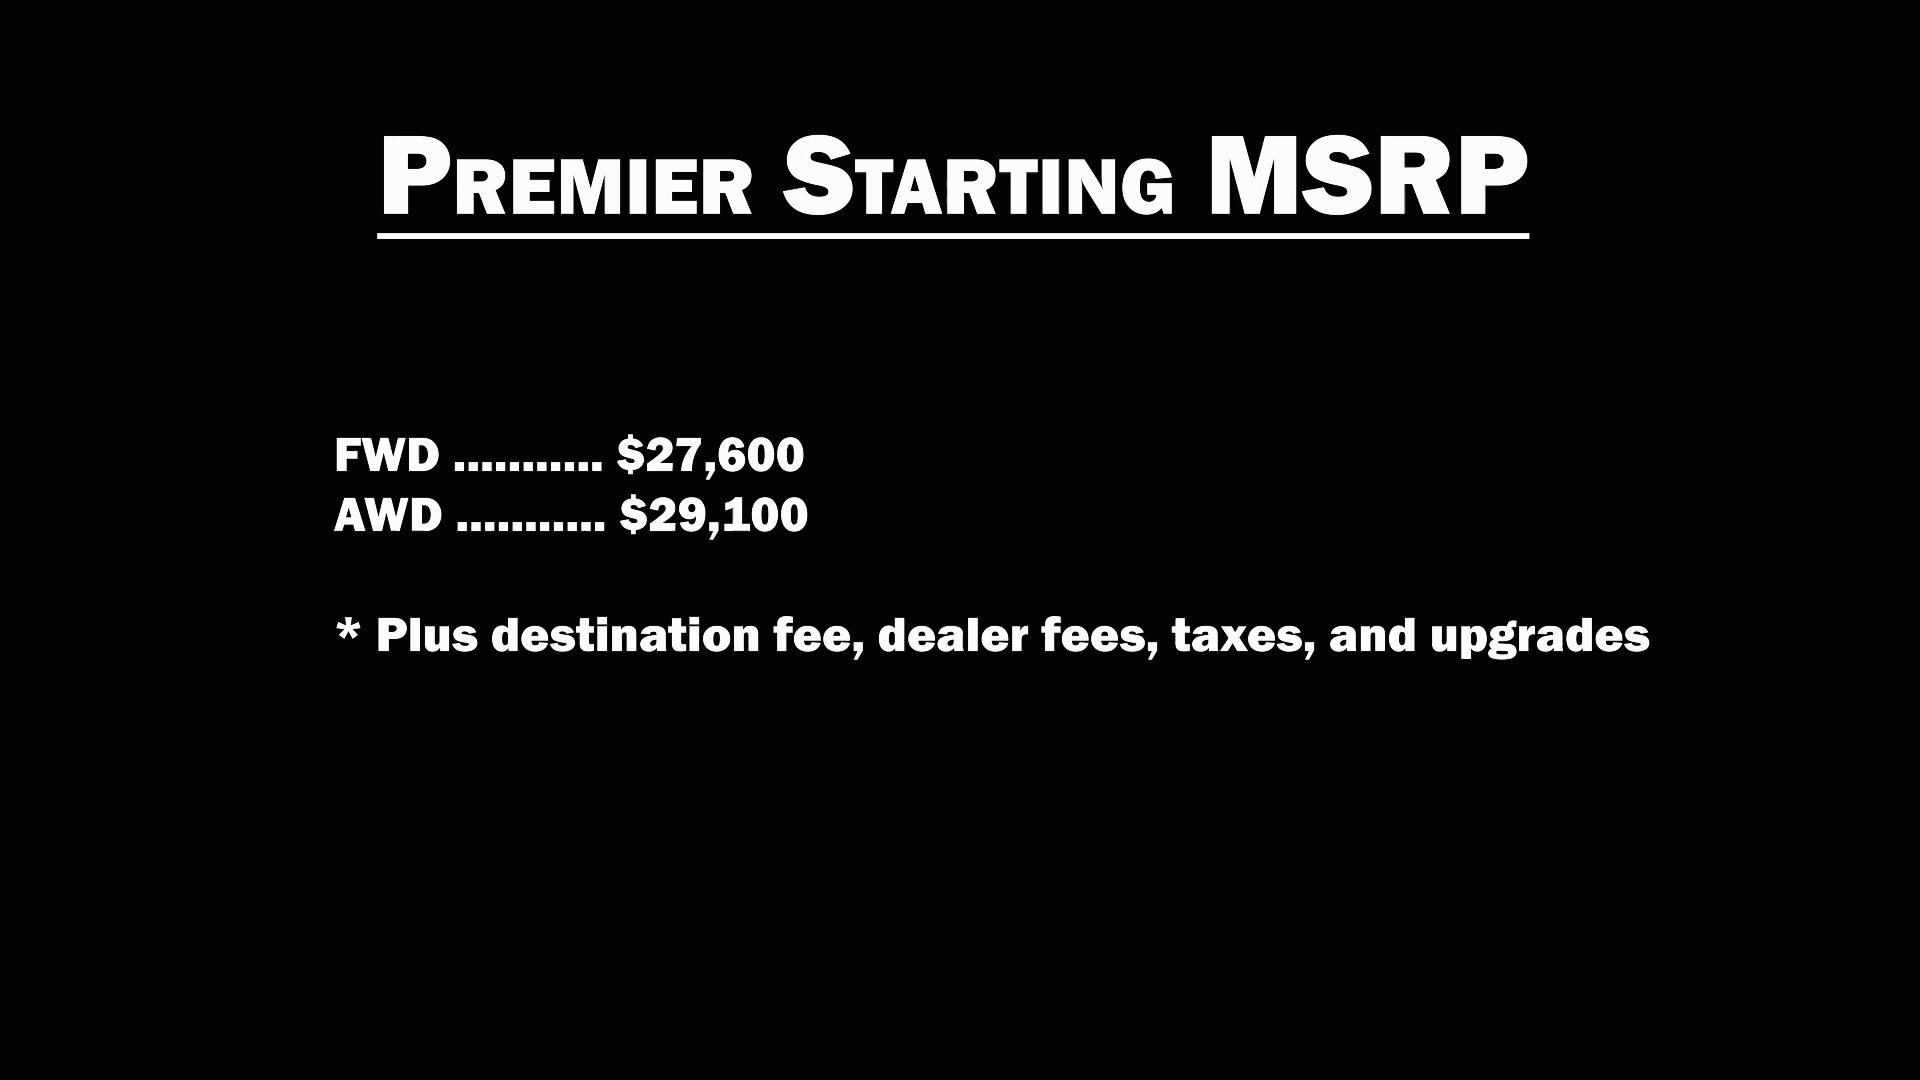 Premier Starting MSRP
FWD ........... $27,600
AWD ........... $29,100
* Plus destination fee, dealer fees, taxes, and upgrades